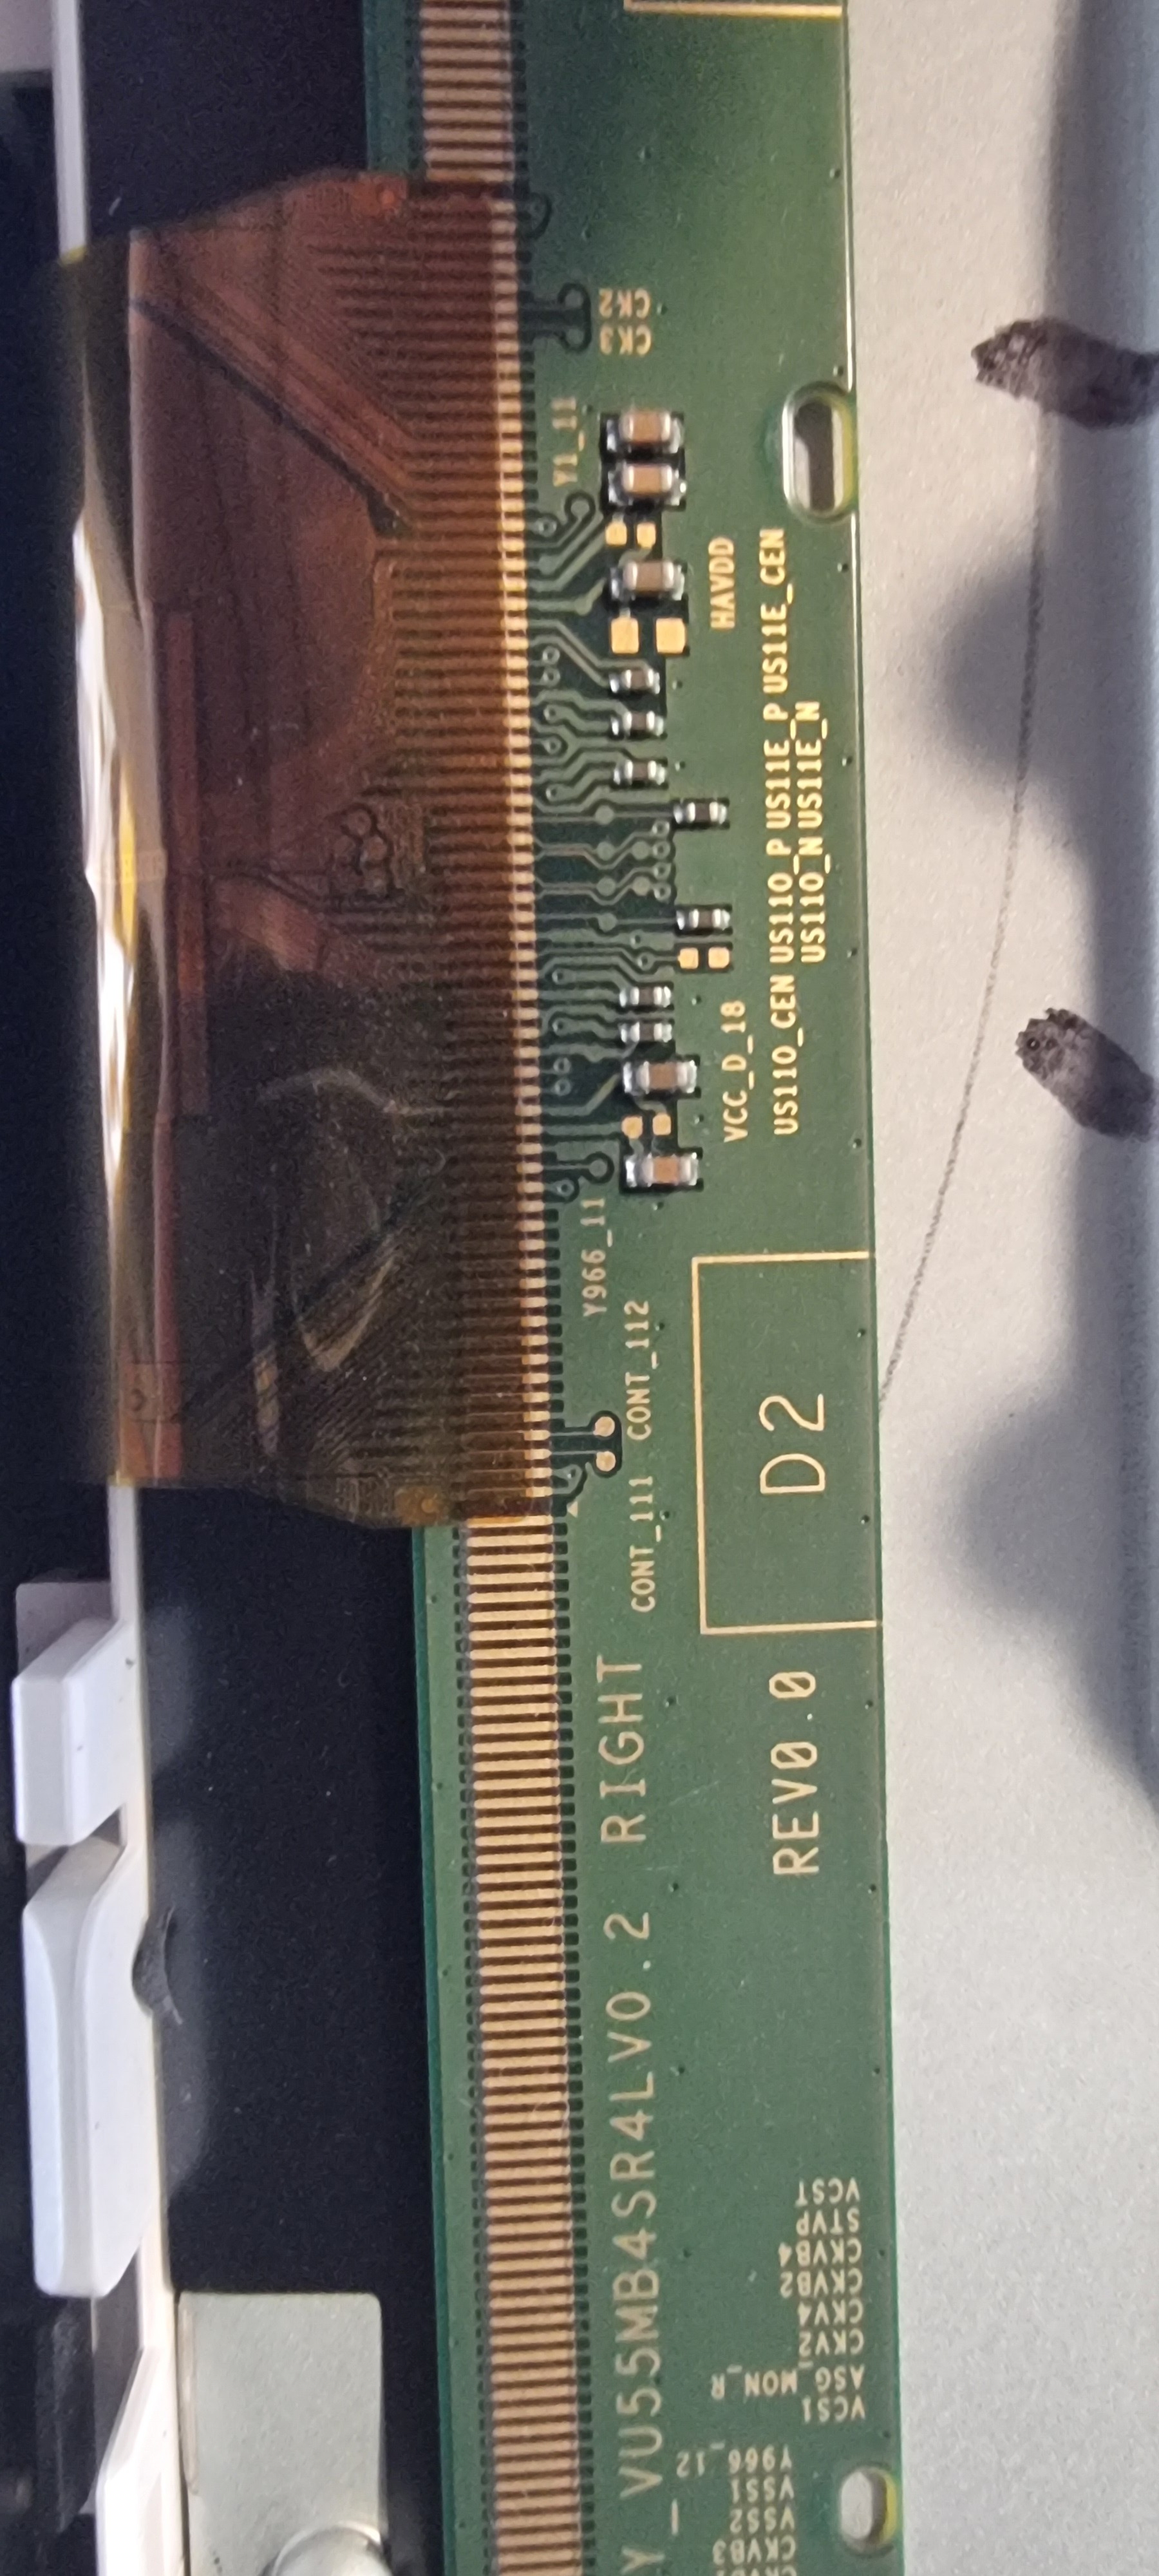 CK2
CK3
Y1_11
HAVDD
US110_CEN US110_P US11E_P US11E_CEN
US110_N US11E_N
VCC_D_18
Y966_11
CONT_111 CONT_112
D2
Y_VU55MB4SR4LV0.2 RIGHT
REV0.0
VCST
STVP
CKVB4
CKVB2
CKV4
CKV2
ASG_MON_R
VCS1
Y966_12
VSS1
VSS2
CKVB3